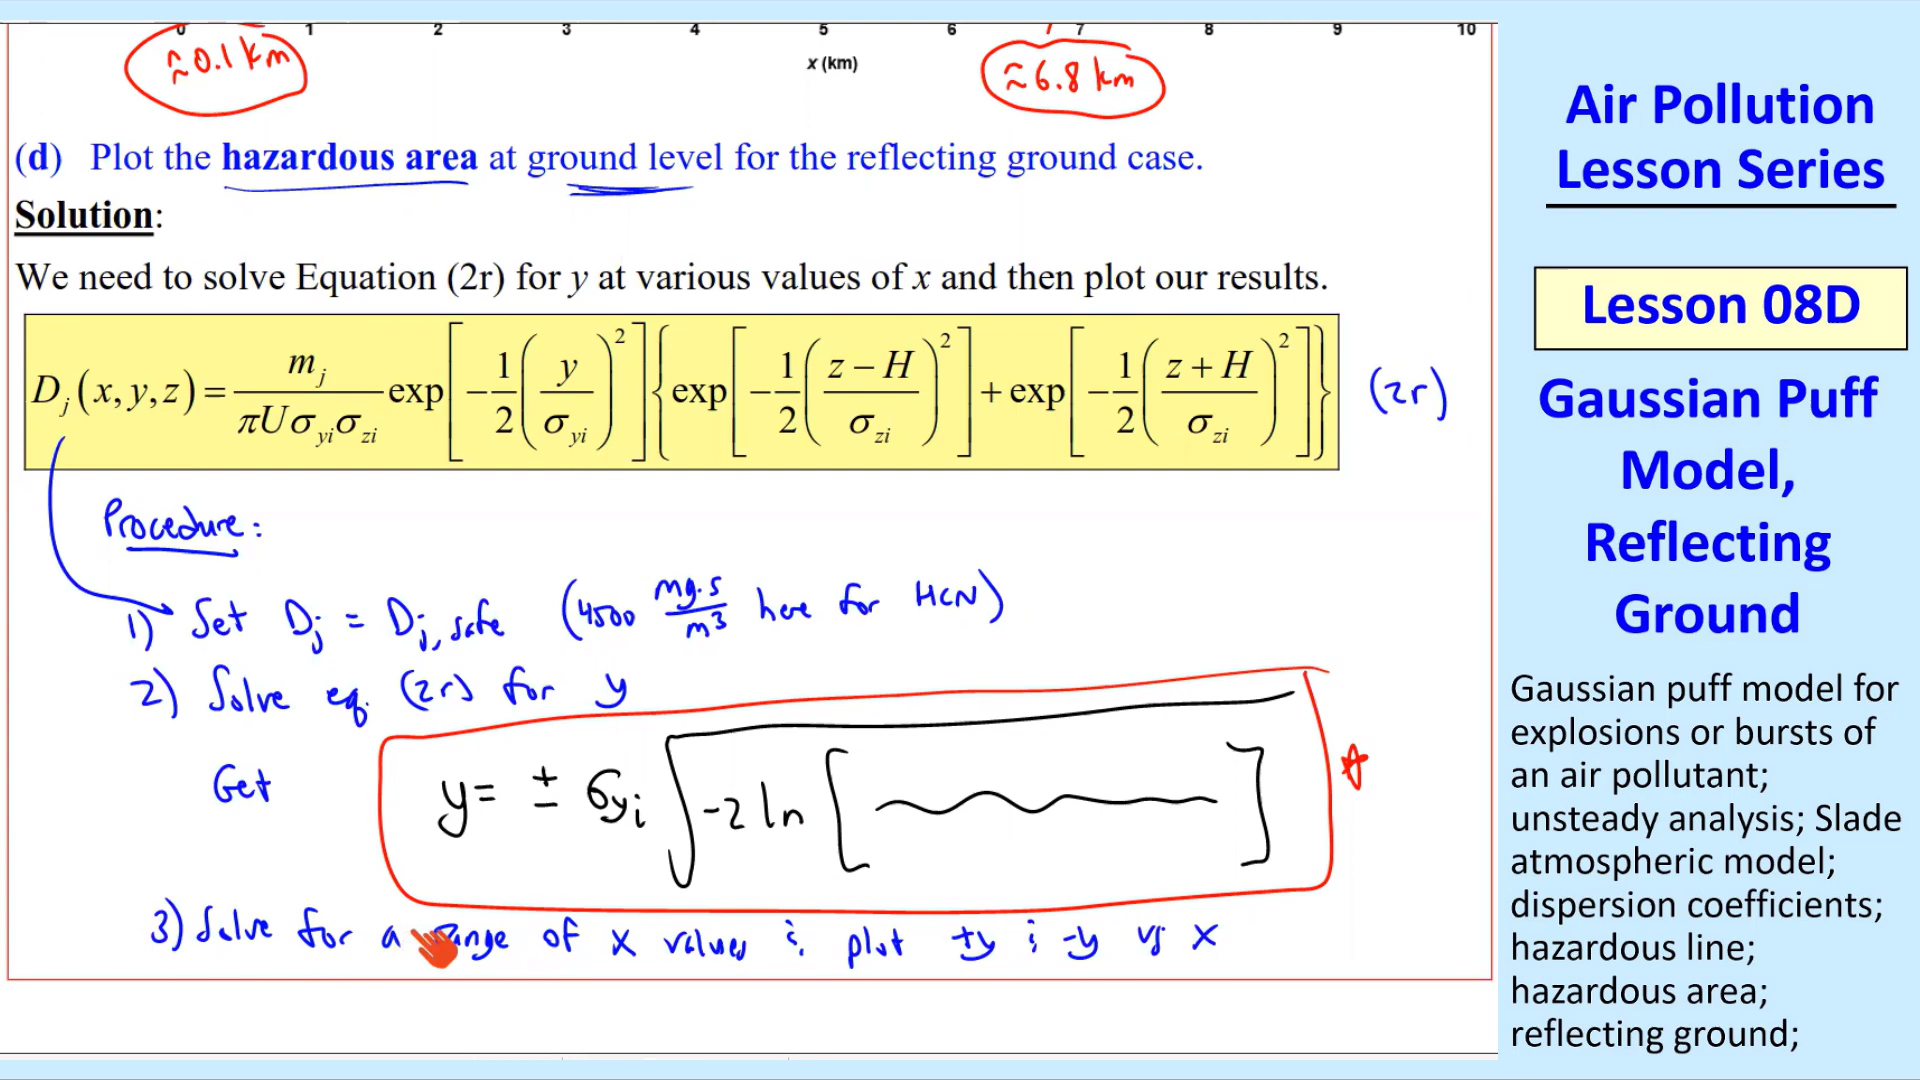 0 1 2 3 4 5 6 7 8 9 10
x (km)
≈0.1 km
≈6.8 km
(d) Plot the hazardous area at ground level for the reflecting ground case.
Solution:
We need to solve Equation (2r) for y at various values of x and then plot our results.
D_j(x,y,z) = m_j / (πUσ_yi σ_zi) exp[−1/2 (y/σ_yi)^2] {exp[−1/2 ((z−H)/σ_zi)^2] + exp[−1/2 ((z+H)/σ_zi)^2]} (2r)
Procedure:
1) Set Dj = Dj,safe (4500 mg·s/m³ here for HCN)
2) Solve eq. (2r) for y
Get y = ± σyi √ -2 ln [ ]
3) Solve for a range of x values & plot +y & -y vs x
Air Pollution
Lesson Series
Lesson 08D
Gaussian Puff
Model,
Reflecting
Ground
Gaussian puff model for
explosions or bursts of
an air pollutant;
unsteady analysis; Slade
atmospheric model;
dispersion coefficients;
hazardous line;
hazardous area;
reflecting ground;